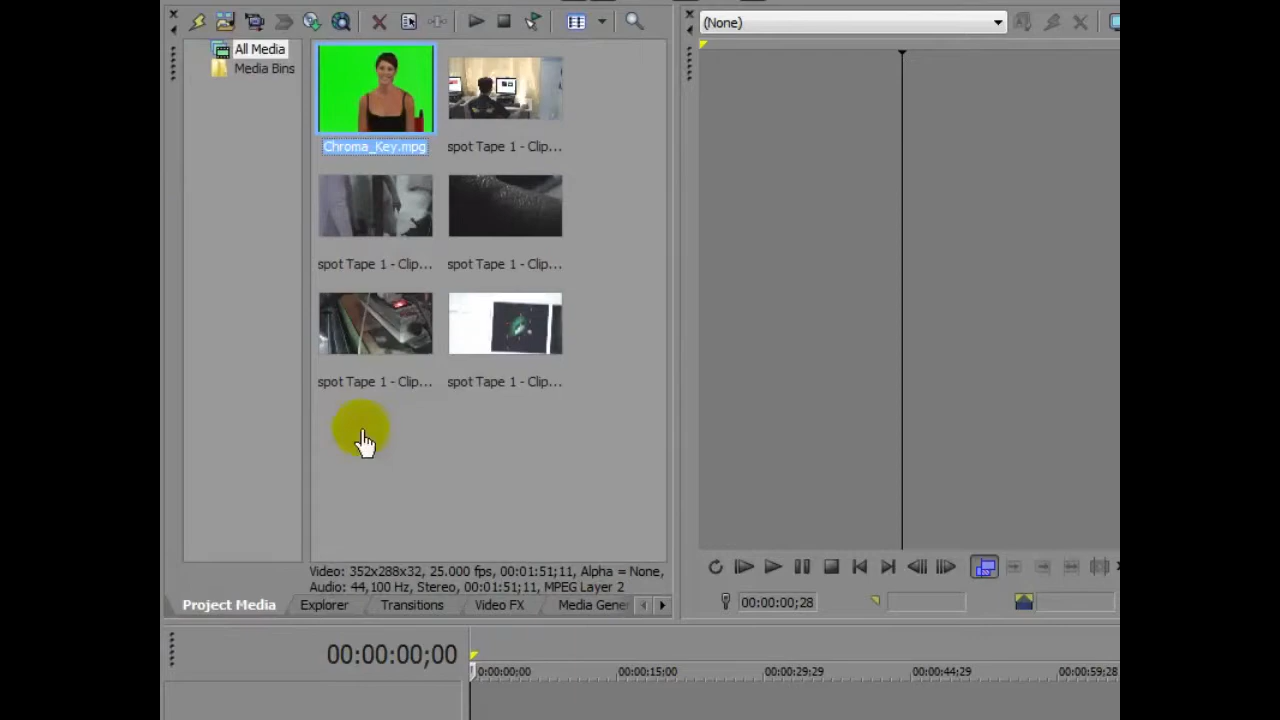 (None)
All Media
Media Bins
Chroma_Key.mpg
spot Tape 1 - Clip...
spot Tape 1 - Clip...
spot Tape 1 - Clip...
spot Tape 1 - Clip...
spot Tape 1 - Clip...
Video: 352x288x32, 25.000 fps, 00:01:51;11, Alpha = None,
Audio: 44,100 Hz, Stereo, 00:01:51;11, MPEG Layer 2
Project Media
Explorer
Transitions
Video FX
Media Gene
00:00:00;28
00:00:00;00
0:00:00;00
00:00:15;00
00:00:29;29
00:00:44;29
00:00:59;28